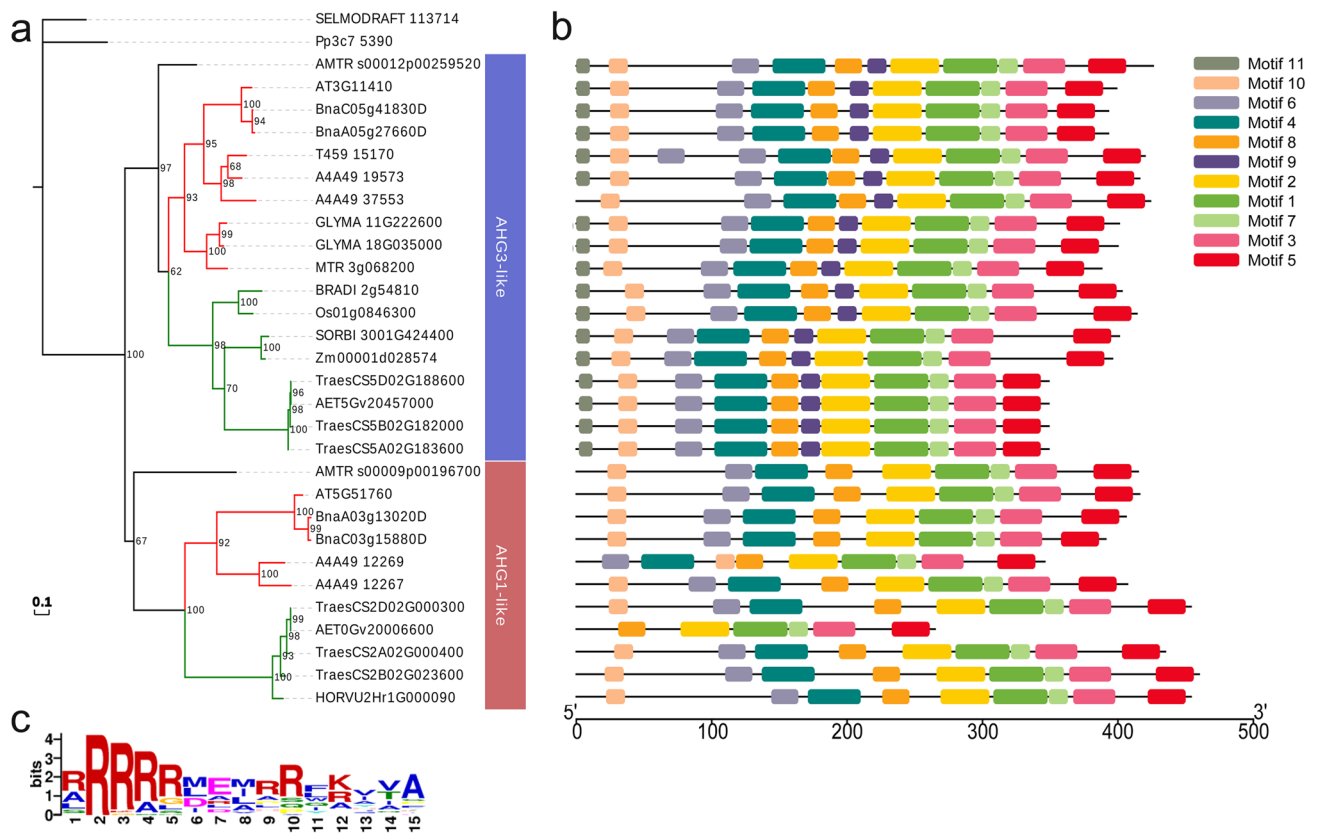 a
b
SELMODRAFT 113714
Pp3c7 5390
AMTR s00012p00259520
AT3G11410
BnaC05g41830D
BnaA05g27660D
T459 15170
A4A49 19573
A4A49 37553
GLYMA 11G222600
GLYMA 18G035000
MTR 3g068200
BRADI 2g54810
Os01g0846300
SORBI 3001G424400
Zm00001d028574
TraesCS5D02G188600
AET5Gv20457000
TraesCS5B02G182000
TraesCS5A02G183600
AMTR s00009p00196700
AT5G51760
BnaA03g13020D
BnaC03g15880D
A4A49 12269
A4A49 12267
TraesCS2D02G000300
AET0Gv20006600
TraesCS2A02G000400
TraesCS2B02G023600
HORVU2Hr1G000090
100
94
95
68
98
97
93
99
100
62
100
98
100
70
96
98
100
100
100
99
92
67
100
100
99
98
93
100
0.1
AHG3-like
AHG1-like
Motif 11
Motif 10
Motif 6
Motif 4
Motif 8
Motif 9
Motif 2
Motif 1
Motif 7
Motif 3
Motif 5
5' 3'
0 100 200 300 400 500
c
bits
4
3
2
1
0
1 2 3 4 5 6 7 8 9 10 11 12 13 14 15